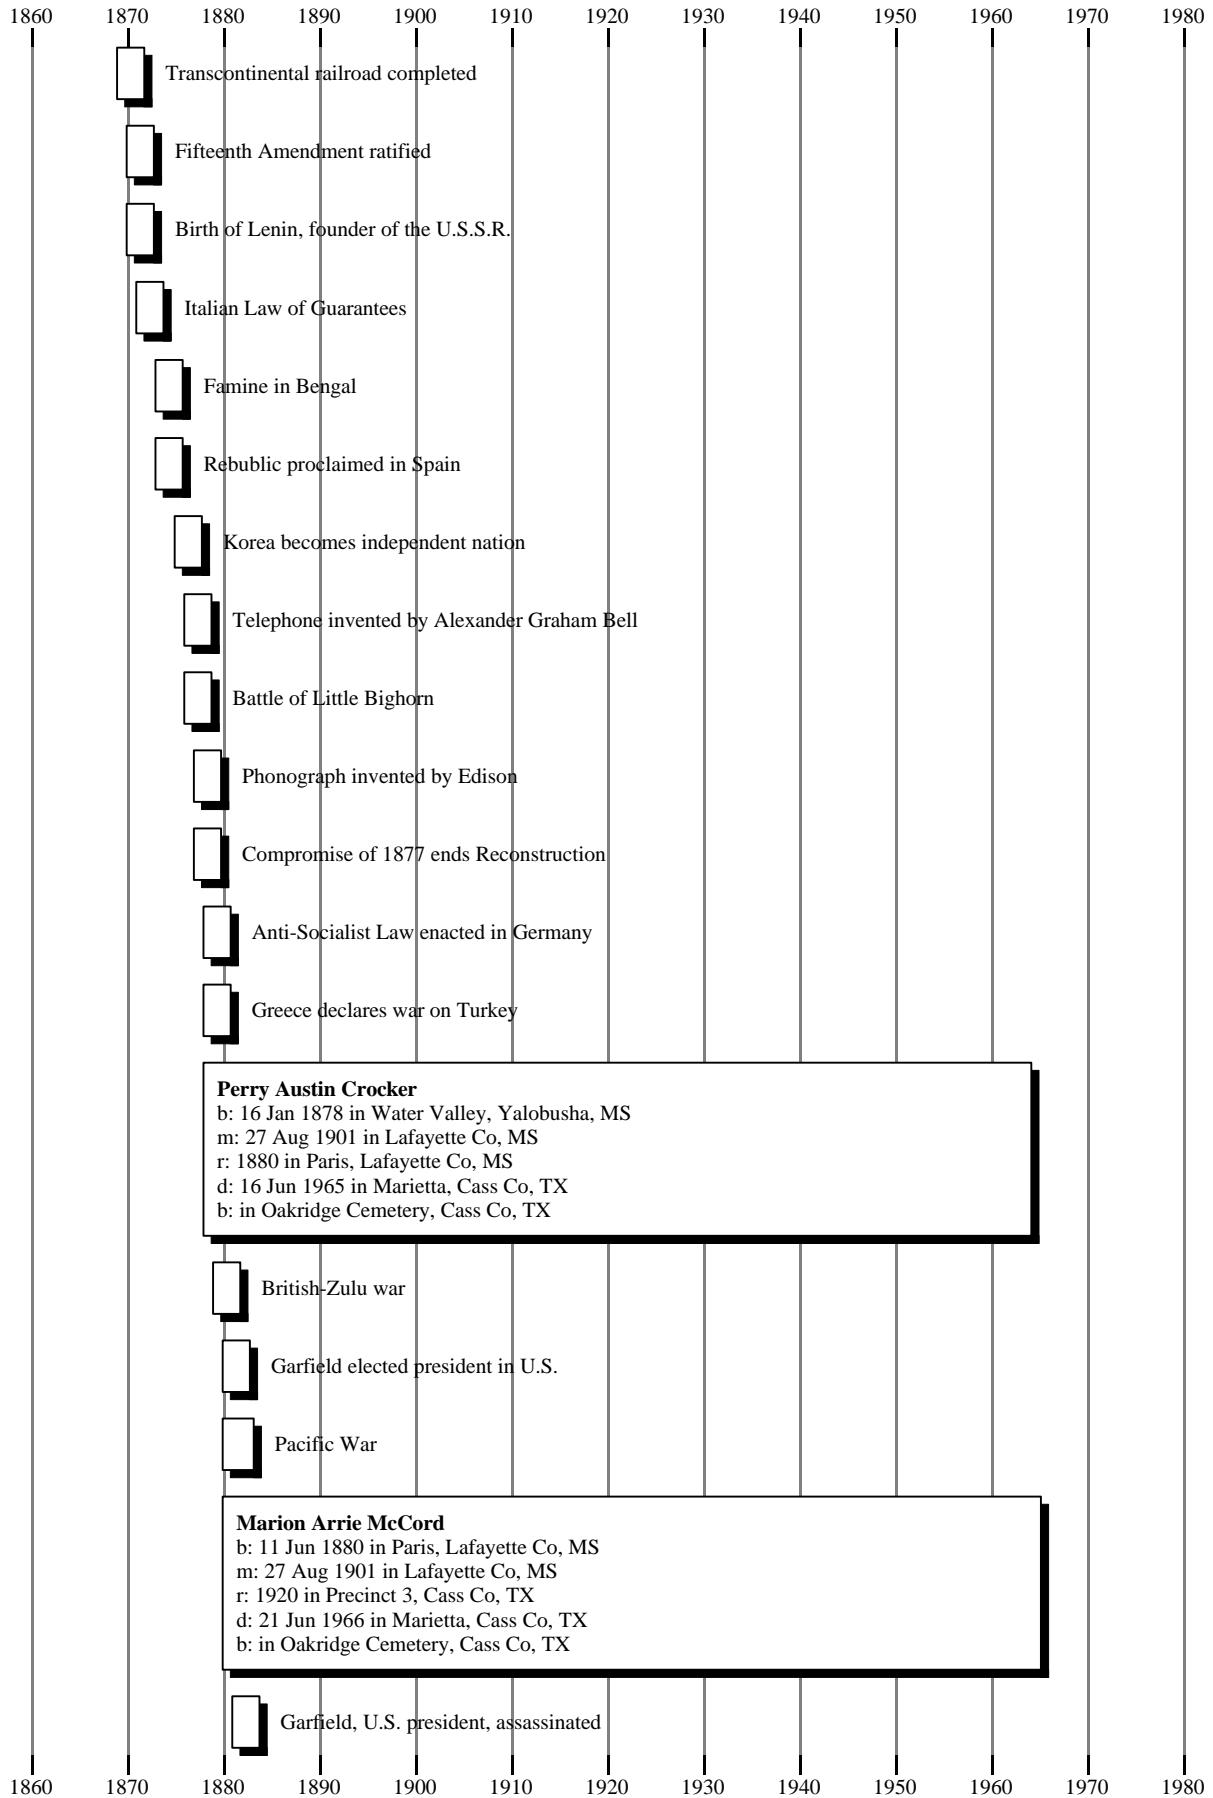 1860 1870 1880 1890 1900 1910 1920 1930 1940 1950 1960 1970 1980
Transcontinental railroad completed
Fifteenth Amendment ratified
Birth of Lenin, founder of the U.S.S.R.
Italian Law of Guarantees
Famine in Bengal
Rebublic proclaimed in Spain
Korea becomes independent nation
Telephone invented by Alexander Graham Bell
Battle of Little Bighorn
Phonograph invented by Edison
Compromise of 1877 ends Reconstruction
Anti-Socialist Law enacted in Germany
Greece declares war on Turkey
Perry Austin Crocker
b: 16 Jan 1878 in Water Valley, Yalobusha, MS
m: 27 Aug 1901 in Lafayette Co, MS
r: 1880 in Paris, Lafayette Co, MS
d: 16 Jun 1965 in Marietta, Cass Co, TX
b: in Oakridge Cemetery, Cass Co, TX
British-Zulu war
Garfield elected president in U.S.
Pacific War
Marion Arrie McCord
b: 11 Jun 1880 in Paris, Lafayette Co, MS
m: 27 Aug 1901 in Lafayette Co, MS
r: 1920 in Precinct 3, Cass Co, TX
d: 21 Jun 1966 in Marietta, Cass Co, TX
b: in Oakridge Cemetery, Cass Co, TX
Garfield, U.S. president, assassinated
1860 1870 1880 1890 1900 1910 1920 1930 1940 1950 1960 1970 1980